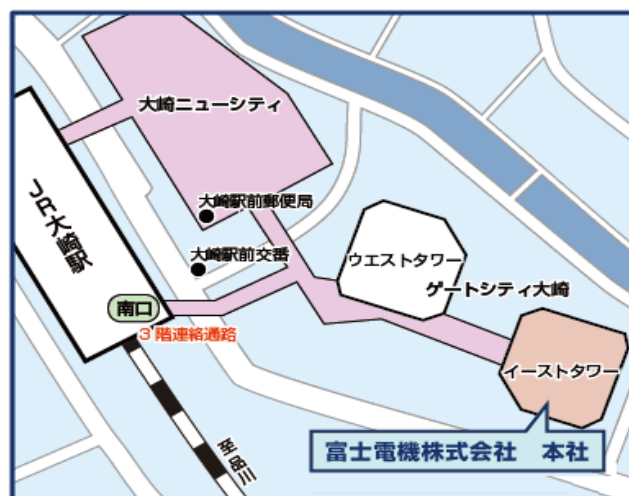 大崎ニューシティ
JR大崎駅
大崎駅前郵便局
大崎駅前交番
ウエストタワー
ゲートシティ大崎
南口
3階連絡通路
イーストタワー
至品川
富士電機株式会社 本社